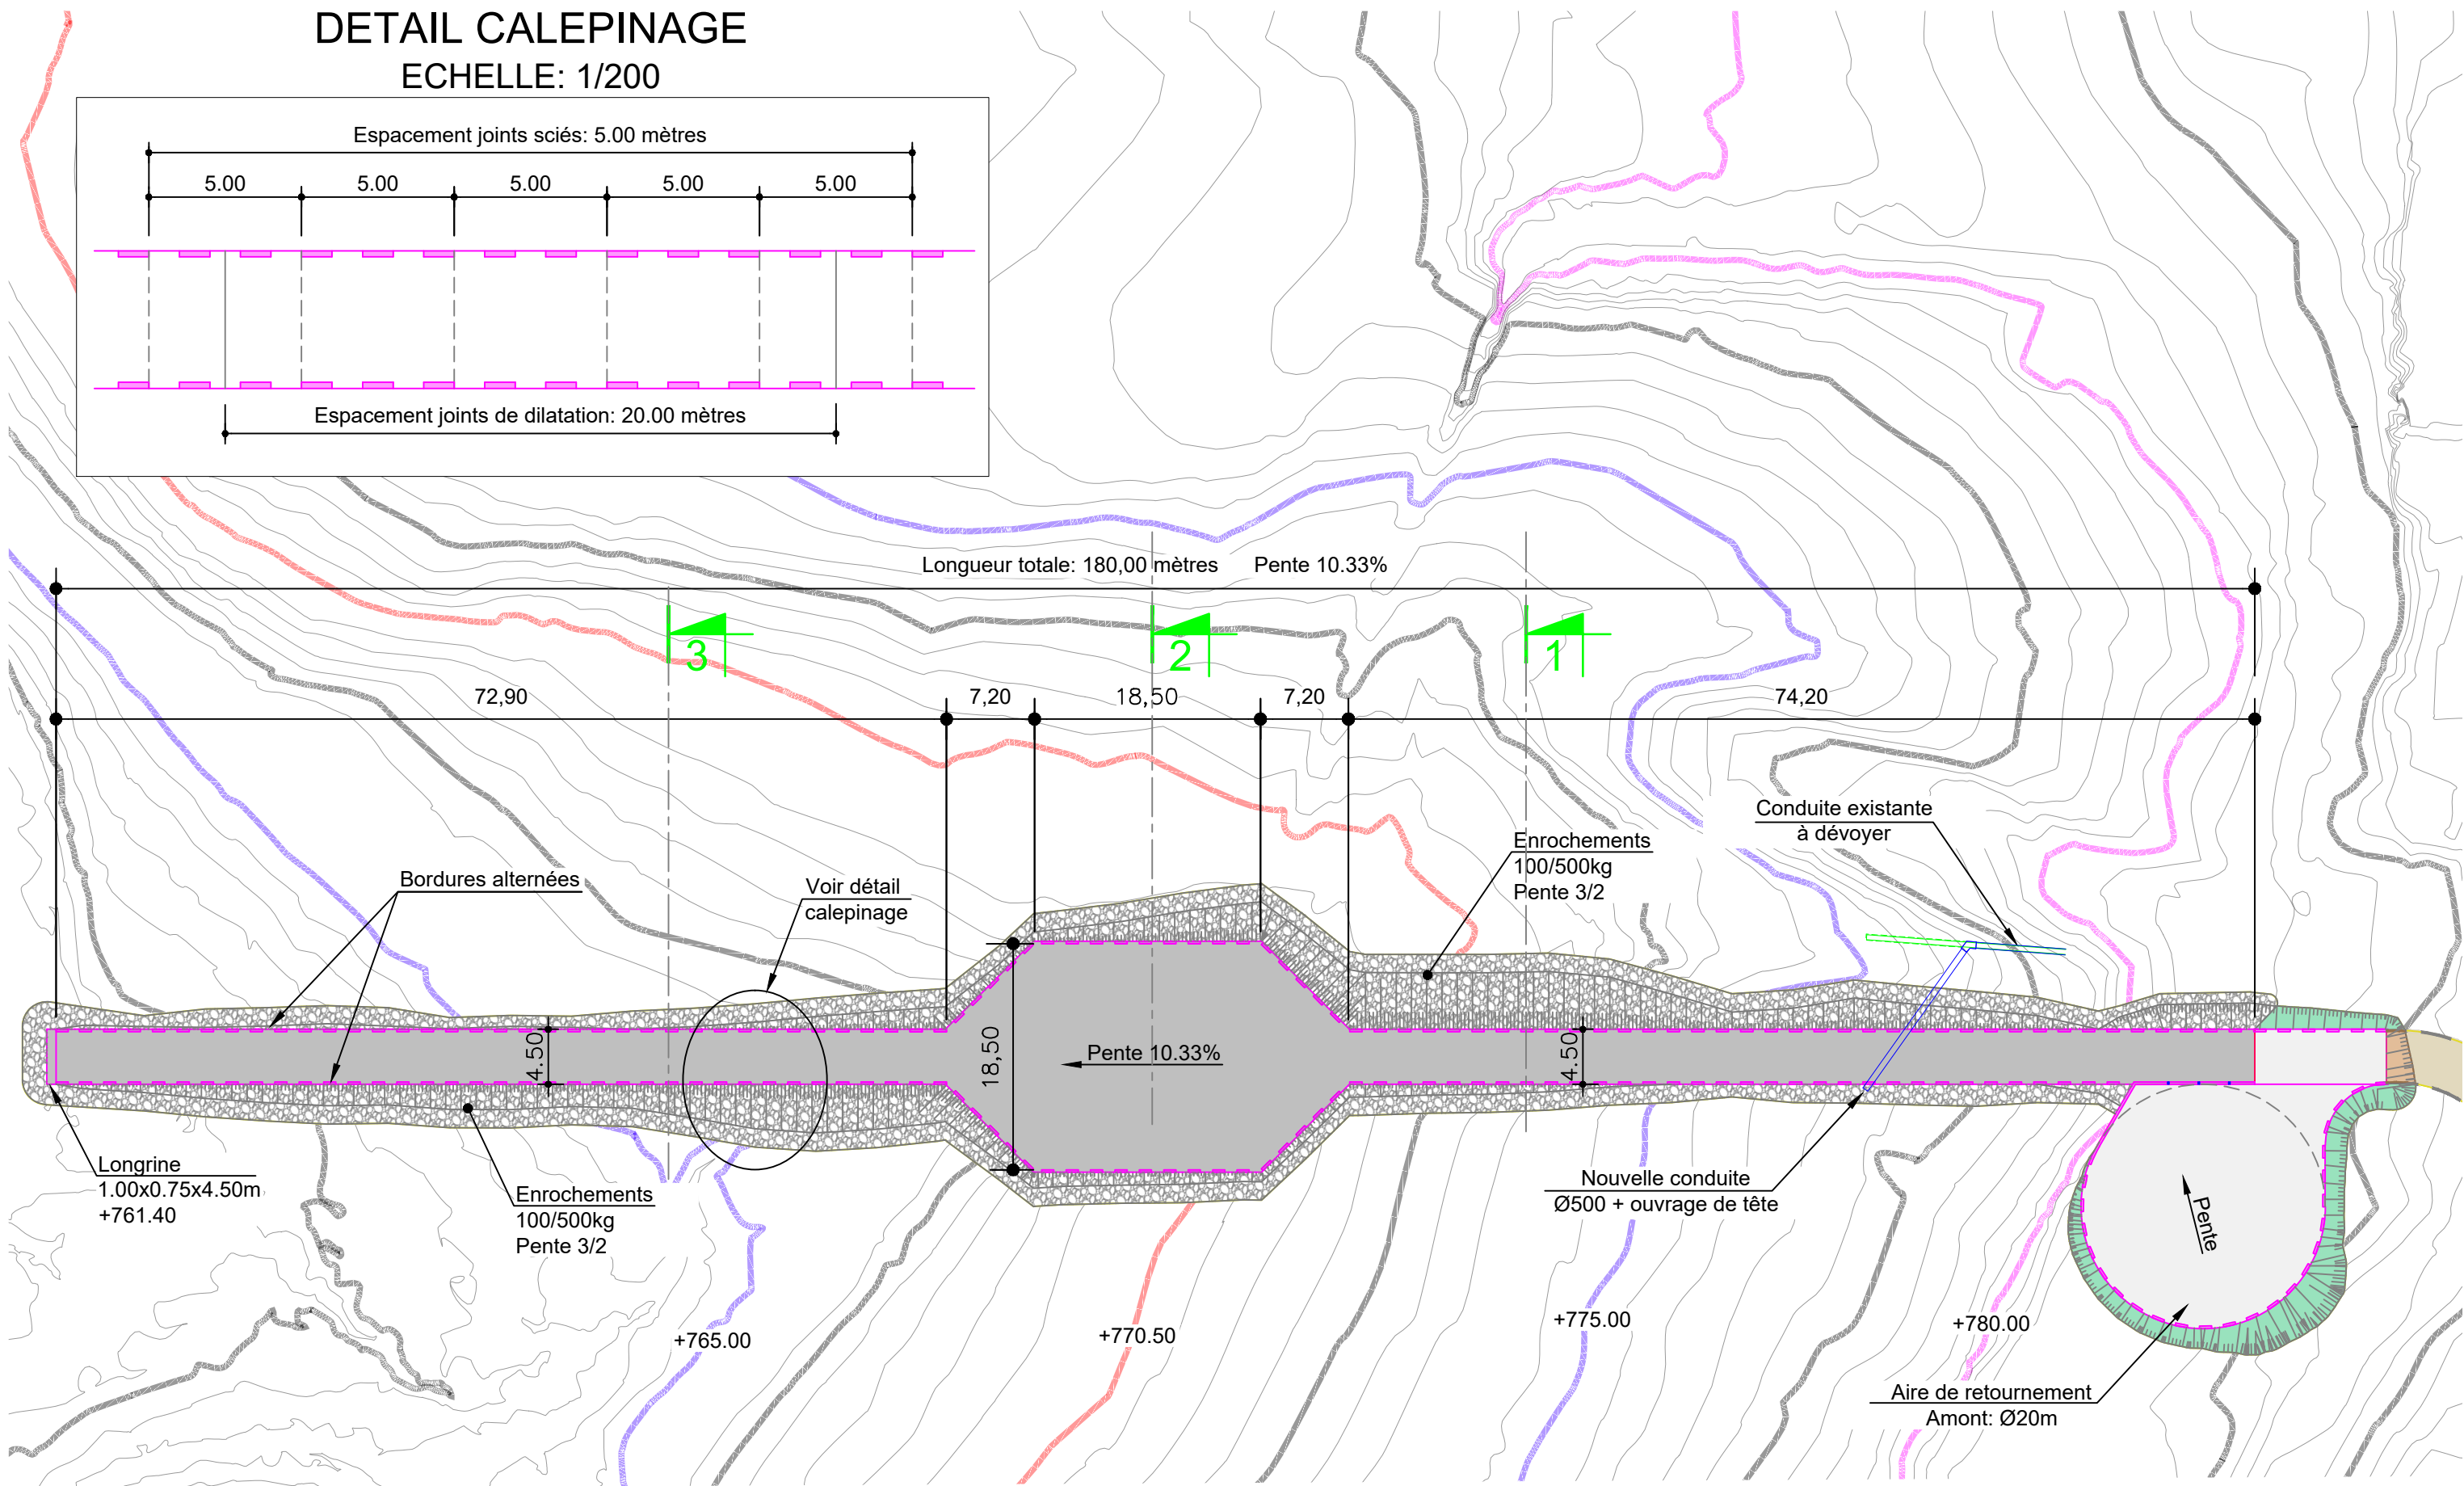 DETAIL CALEPINAGE
ECHELLE: 1/200
Espacement joints sciés: 5.00 mètres
5.00 5.00 5.00 5.00 5.00
Espacement joints de dilatation: 20.00 mètres
Longueur totale: 180,00 mètres Pente 10.33%
3 2 1
72,90 7,20 18,50 7,20 74,20
Conduite existante
à dévoyer
Enrochements
100/500kg
Pente 3/2
Bordures alternées
Voir détail
calepinage
4.50
18,50
Pente 10.33%
4.50
Longrine
1.00x0.75x4.50m
+761.40
Enrochements
100/500kg
Pente 3/2
Nouvelle conduite
Ø500 + ouvrage de tête
Pente
+765.00
+770.50
+775.00
+780.00
Aire de retournement
Amont: Ø20m